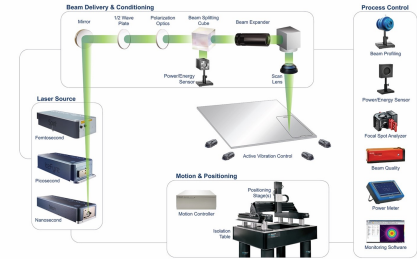 Beam Delivery & Conditioning
Process Control
Mirror
1/2 Wave
Plate
Polarization
Optics
Beam Splitting
Cube
Beam Expander
Power/Energy
Sensor
Scan
Lens
Beam Profiling
Power/Energy Sensor
Laser Source
Femtosecond
Picosecond
Nanosecond
Focal Spot Analyzer
Active Vibration Control
Beam Quality
Motion & Positioning
Positioning
Stage(s)
Motion Controller
Isolation
Table
Power Meter
Monitoring Software